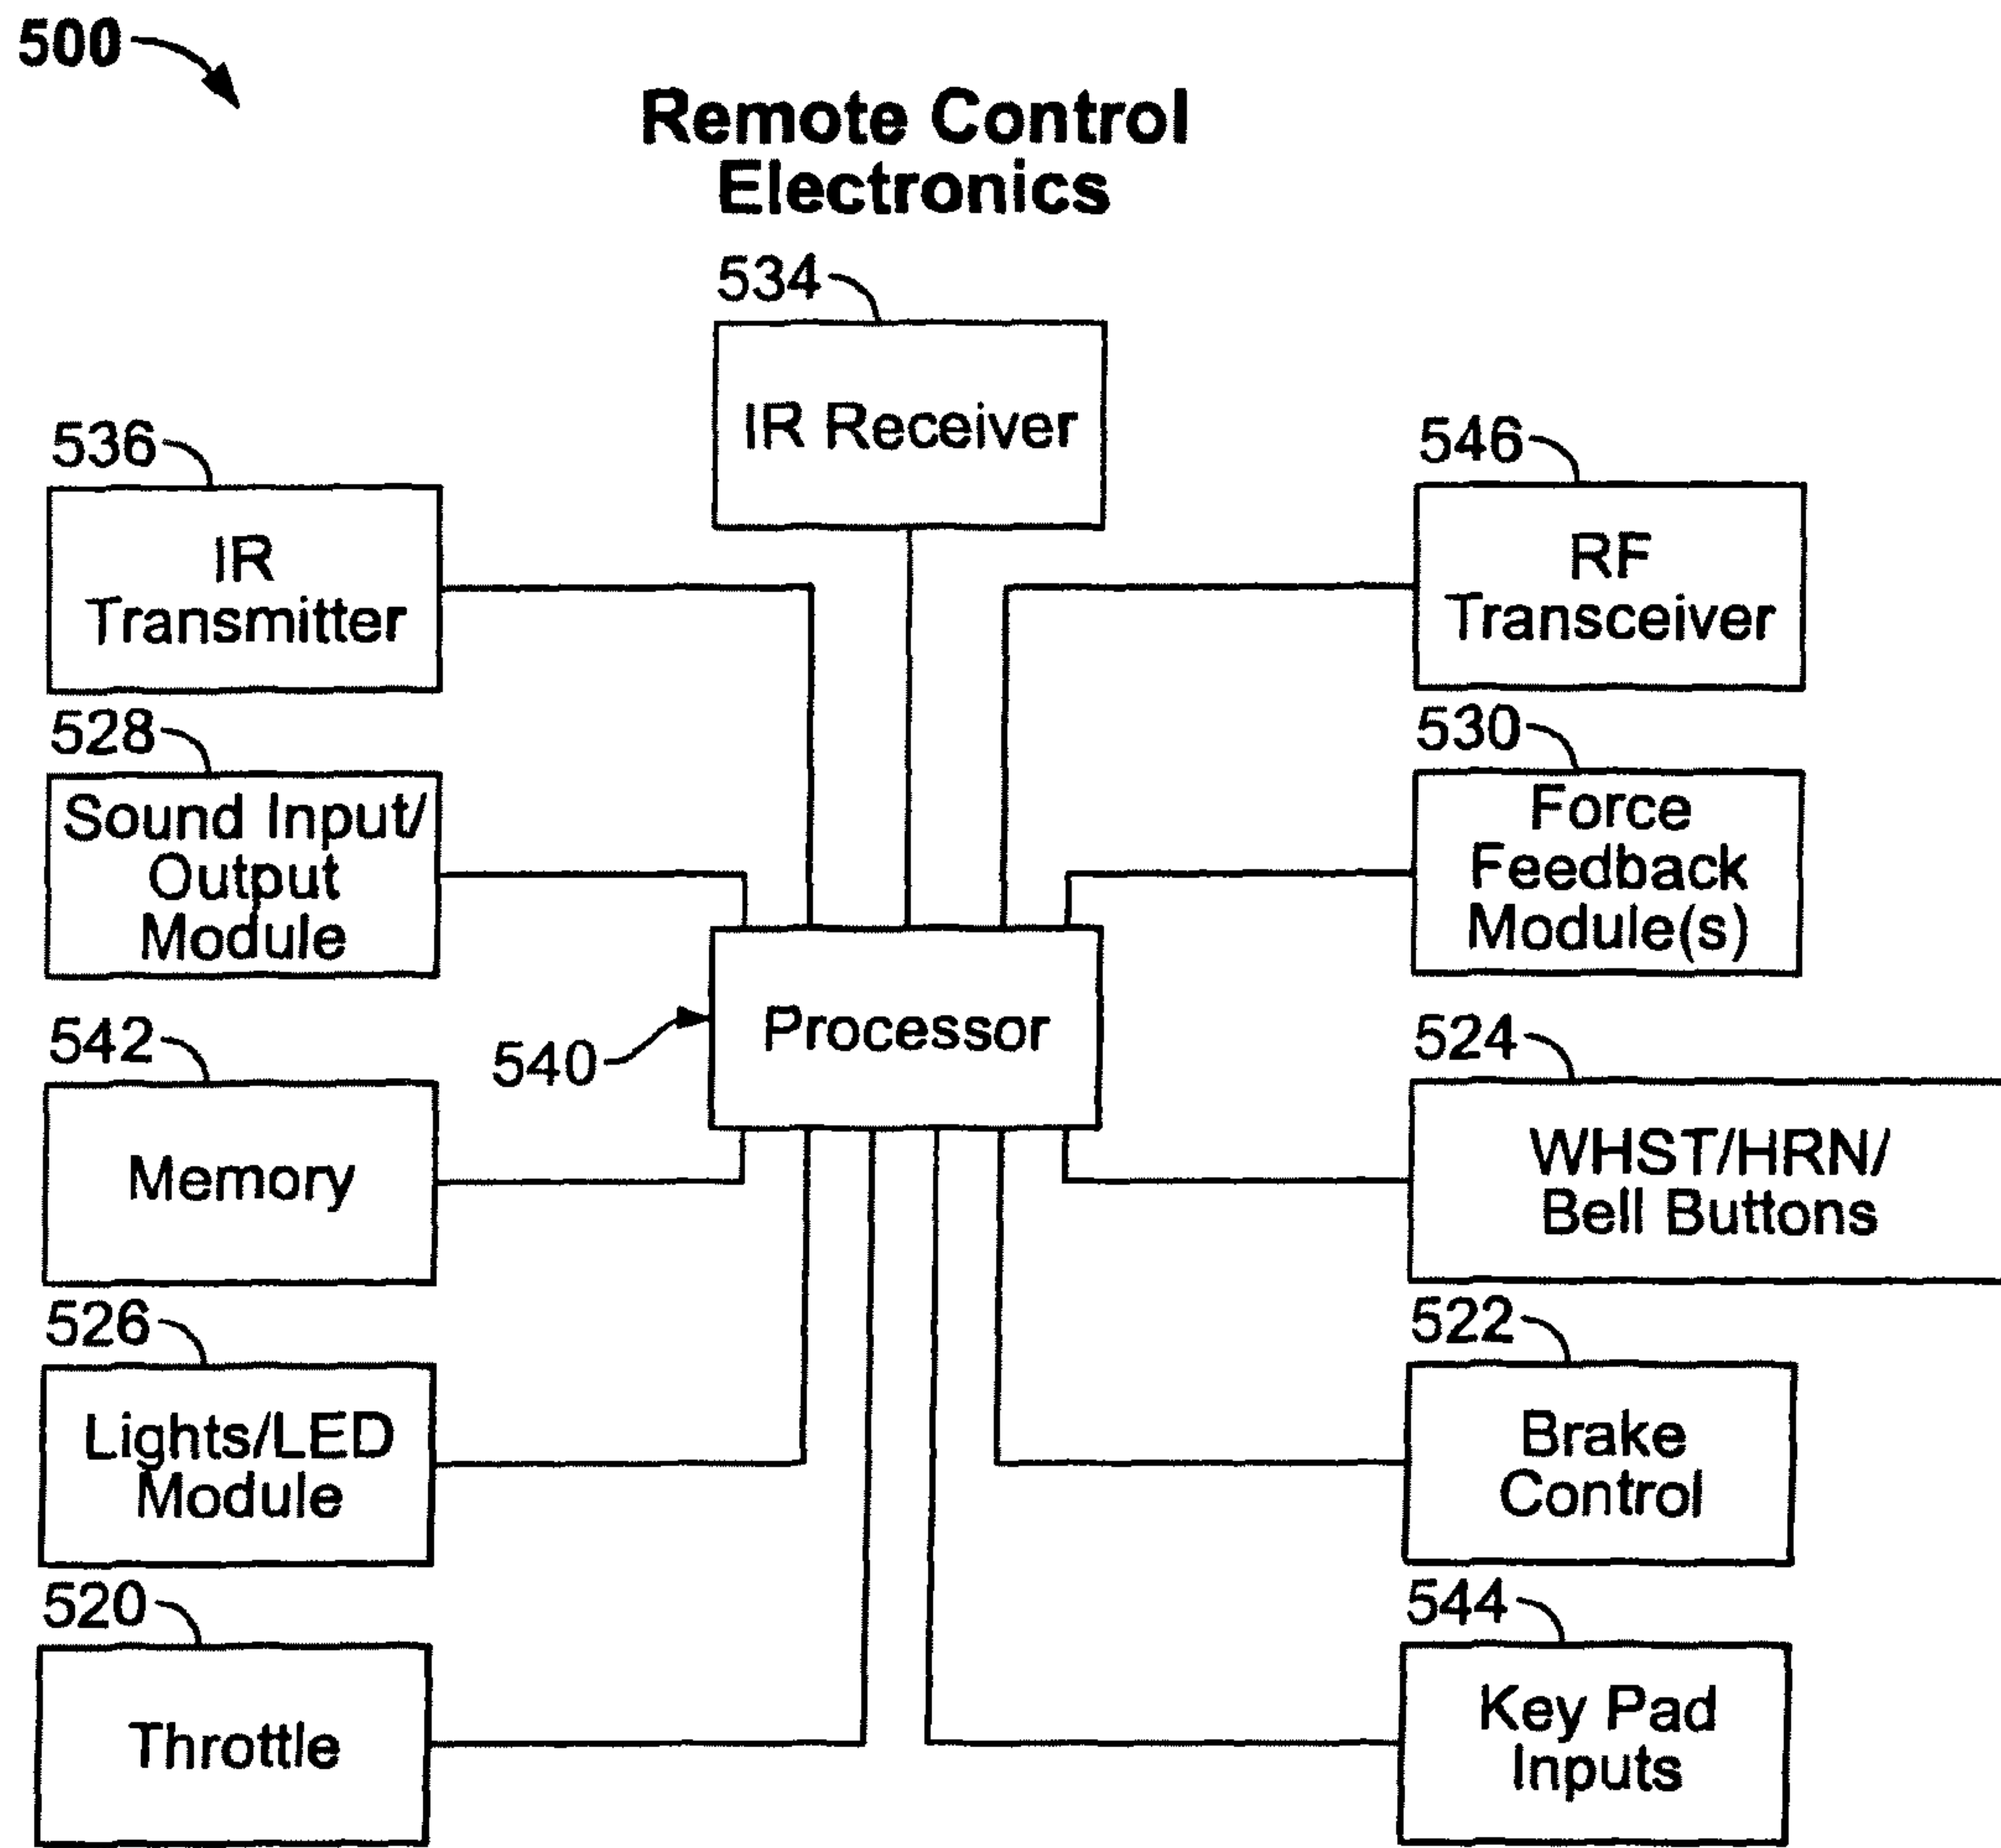 500
Remote Control
Electronics
534
IR Receiver
536
IR
Transmitter
546
RF
Transceiver
528
Sound Input/
Output
Module
530
Force
Feedback
Module(s)
540
Processor
542
Memory
524
WHST/HRN/
Bell Buttons
526
Lights/LED
Module
522
Brake
Control
520
Throttle
544
Key Pad
Inputs